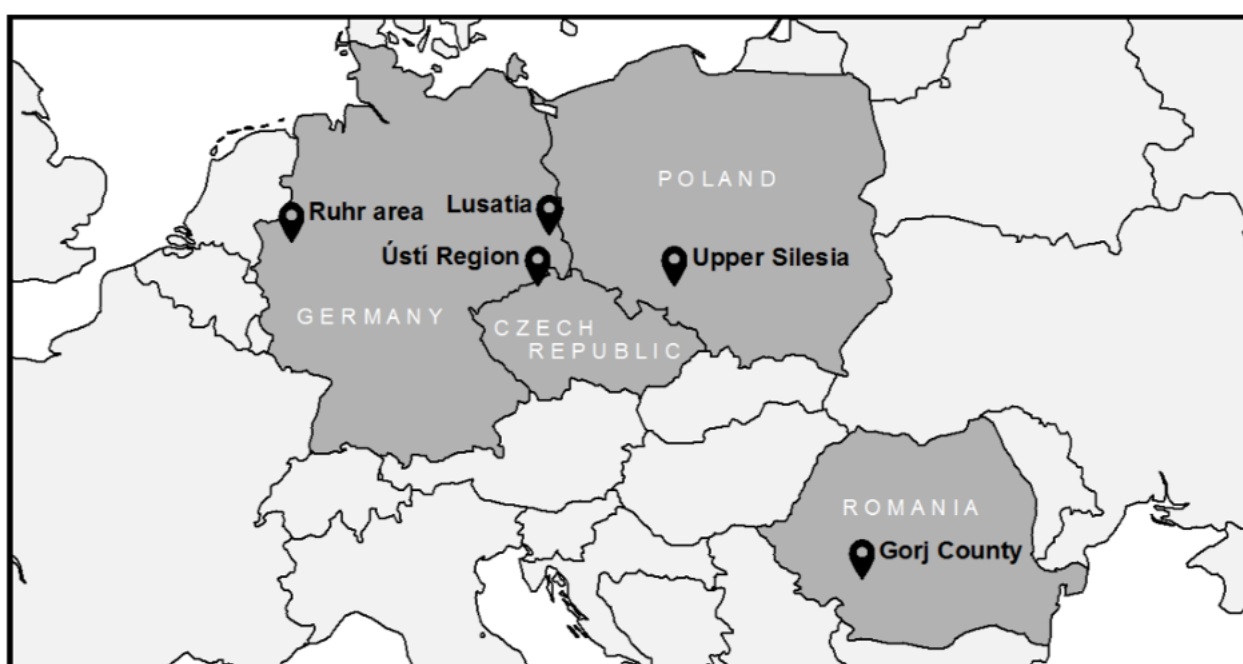 POLAND
Ruhr area
Lusatia
Ústí Region
Upper Silesia
GERMANY
CZECH
REPUBLIC
ROMANIA
Gorj County